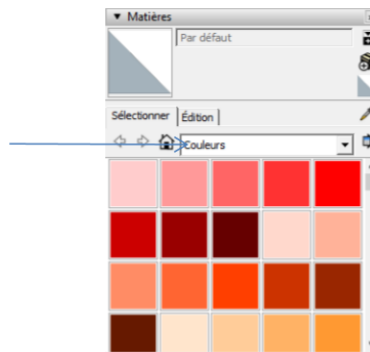 Matières
Par défaut
Sélectionner
Édition
Couleurs